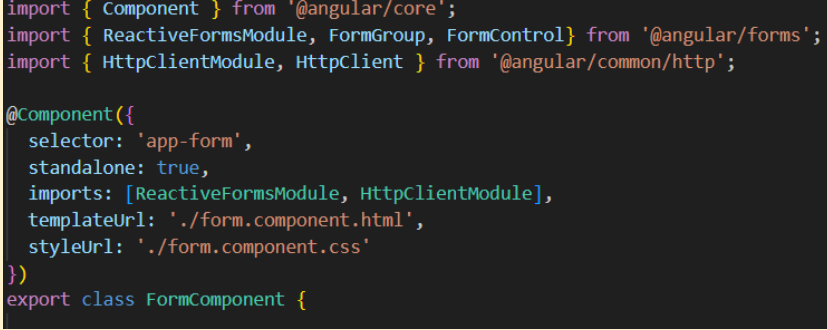 import { Component } from '@angular/core';
import { ReactiveFormsModule, FormGroup, FormControl} from '@angular/forms';
import { HttpClientModule, HttpClient } from '@angular/common/http';
@Component({
selector: 'app-form',
standalone: true,
imports: [ReactiveFormsModule, HttpClientModule],
templateUrl: './form.component.html',
styleUrl: './form.component.css'
})
export class FormComponent {